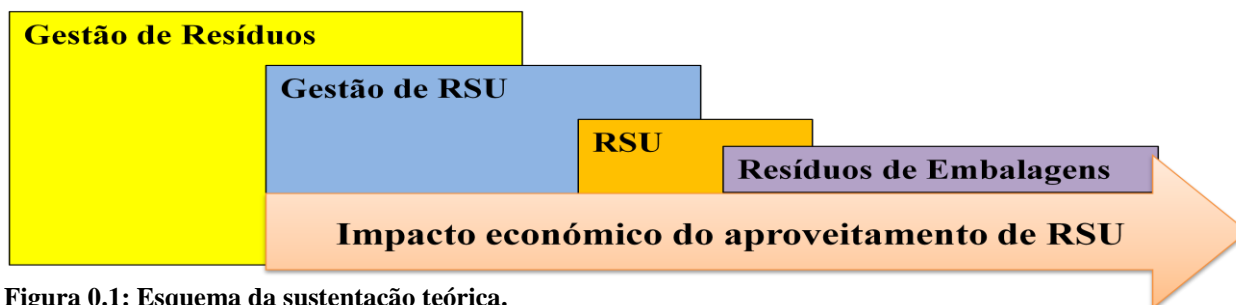 Gestão de Resíduos
Gestão de RSU
RSU
Resíduos de Embalagens
Impacto económico do aproveitamento de RSU
Figura 0.1: Esquema da sustentação teórica.